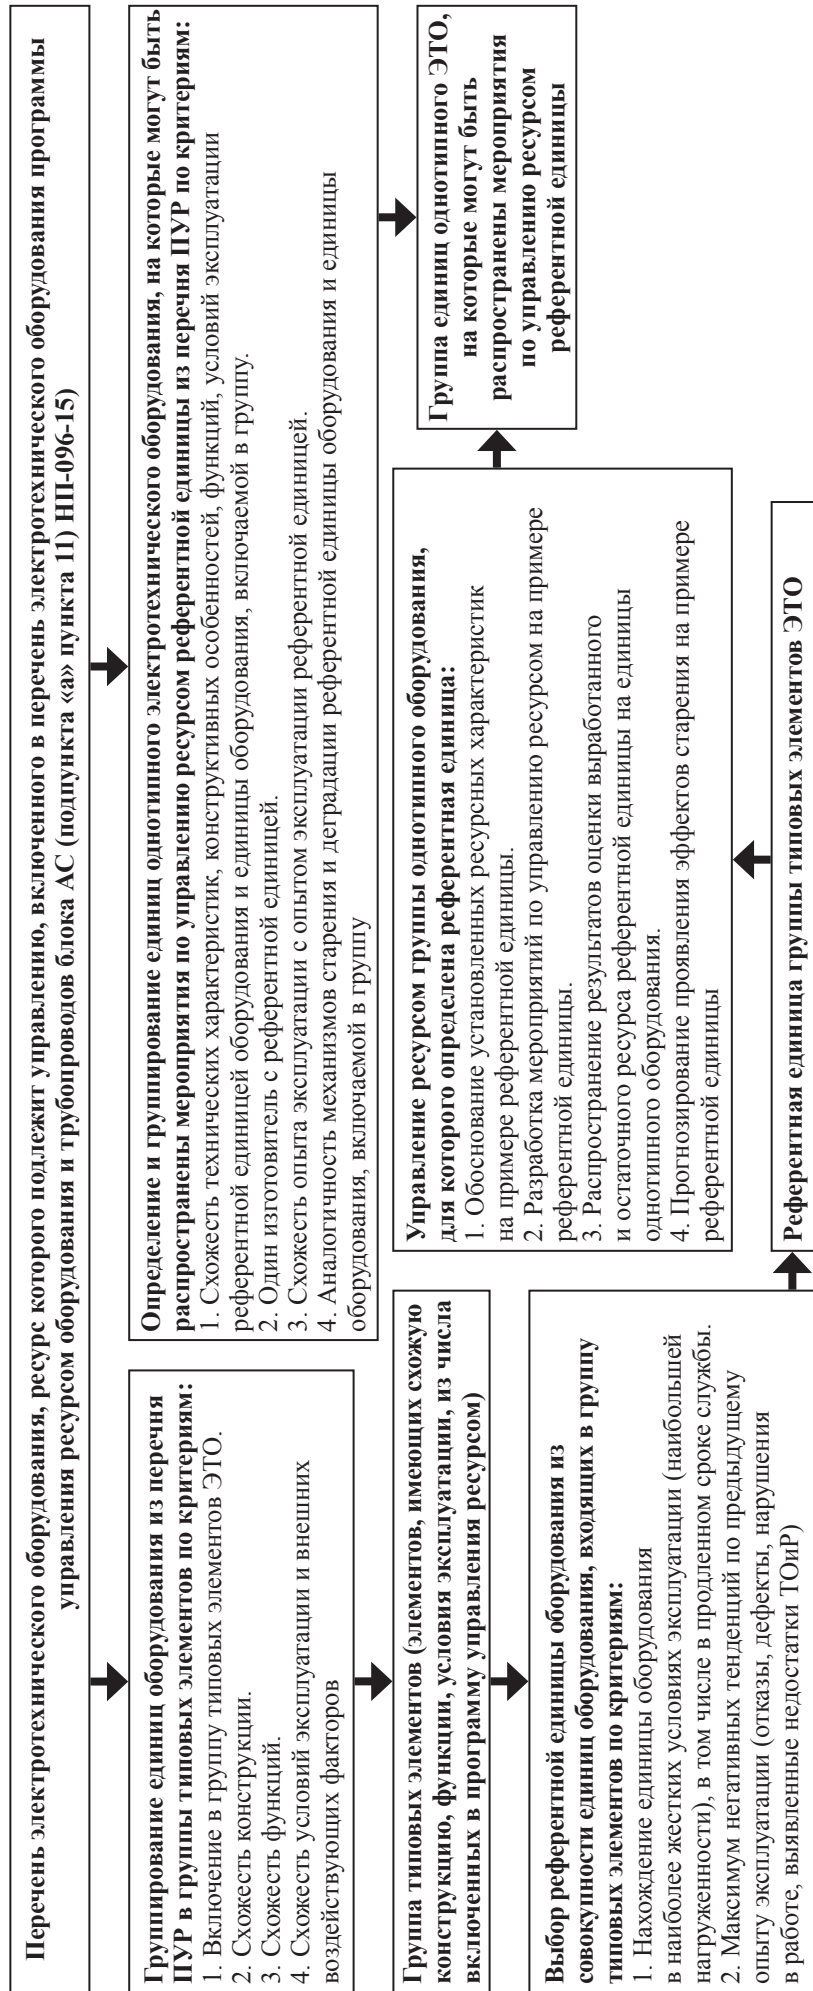 Перечень электротехнического оборудования, ресурс которого подлежит управлению, включенного в перечень электротехнического оборудования программы
управления ресурсом оборудования и трубопроводов блока АС (подпункта «а» пункта 11) НП-096-15)
Группирование единиц оборудования из перечня
ПУР в группы типовых элементов по критериям:
1. Включение в группу типовых элементов ЭТО.
2. Схожесть конструкции.
3. Схожесть функций.
4. Схожесть условий эксплуатации и внешних
воздействующих факторов
Определение и группирование единиц однотипного электротехнического оборудования, на которые могут быть
распространены мероприятия по управлению ресурсом референтной единицы из перечня ПУР по критериям:
1. Схожесть технических характеристик, конструктивных особенностей, функций, условий эксплуатации
референтной единицей оборудования и единицы оборудования, включаемой в группу.
2. Один изготовитель с референтной единицей.
3. Схожесть опыта эксплуатации с опытом эксплуатации референтной единицей.
4. Аналогичность механизмов старения и деградации референтной единицы оборудования и единицы
оборудования, включаемой в группу
Группа типовых элементов (элементов, имеющих схожую
конструкцию, функции, условия эксплуатации, из числа
включенных в программу управления ресурсом)
Управление ресурсом группы однотипного оборудования,
для которого определена референтная единица:
1. Обоснование установленных ресурсных характеристик
на примере референтной единицы.
2. Разработка мероприятий по управлению ресурсом на примере
референтной единицы.
3. Распространение результатов оценки выработанного
и остаточного ресурса референтной единицы на единицы
однотипного оборудования.
4. Прогнозирование проявления эффектов старения на примере
референтной единицы
Группа единиц однотипного ЭТО,
на которые могут быть
распространены мероприятия
по управлению ресурсом
референтной единицы
Выбор референтной единицы оборудования из
совокупности единиц оборудования, входящих в группу
типовых элементов по критериям:
1. Нахождение единицы оборудования
в наиболее жестких условиях эксплуатации (наибольшей
нагруженности), в том числе в продленном сроке службы.
2. Максимум негативных тенденций по предыдущему
опыту эксплуатации (отказы, дефекты, нарушения
в работе, выявленные недостатки ТОиР)
Референтная единица группы типовых элементов ЭТО